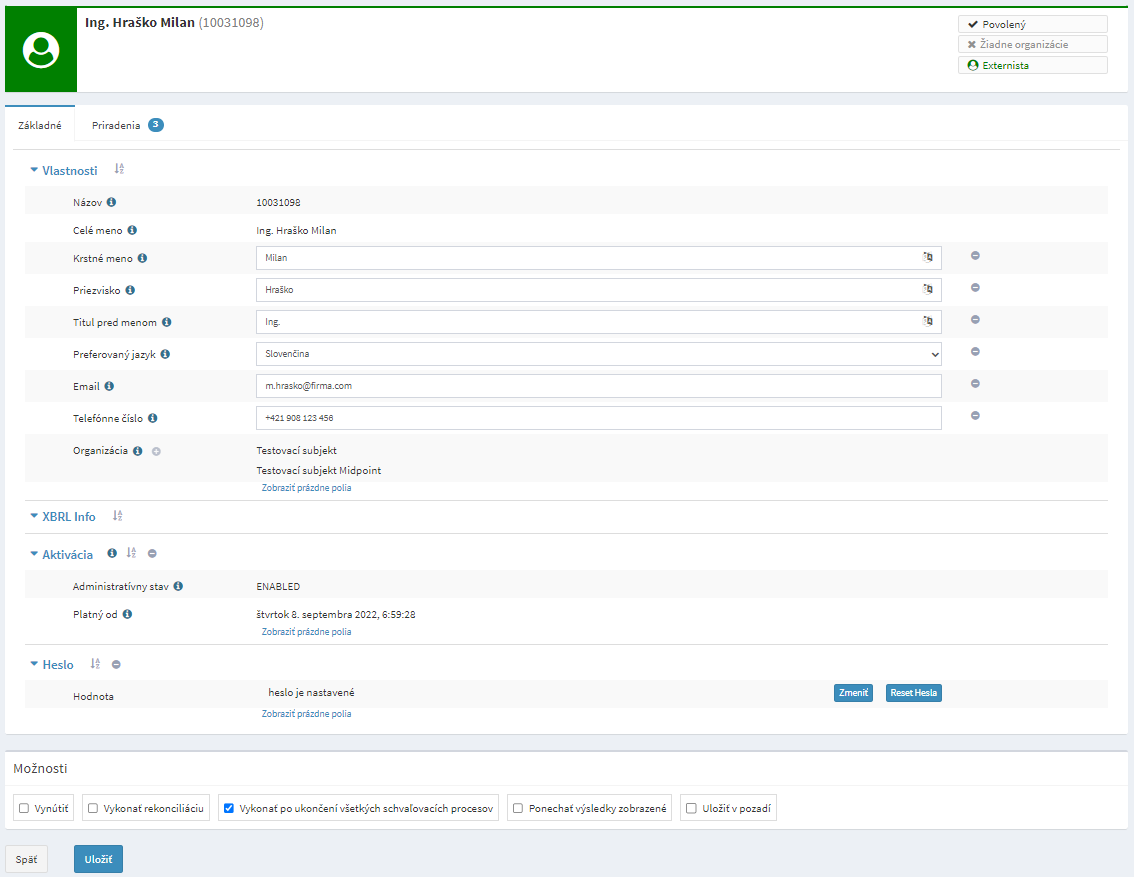 Ing. Hraško Milan (10031098)
Povolený
Žiadne organizácie
Externista
Základné Priradenia 3
Vlastnosti
Názov 10031098
Celé meno Ing. Hraško Milan
Krstné meno Milan
Priezvisko Hraško
Titul pred menom Ing.
Preferovaný jazyk Slovenčina
Email m.hrasko@firma.com
Telefónne číslo +421 908 123 456
Organizácia Testovací subjekt
Testovací subjekt Midpoint
Zobraziť prázdne polia
XBRL Info
Aktivácia
Administratívny stav ENABLED
Platný od štvrtok 8. septembra 2022, 6:59:28
Zobraziť prázdne polia
Heslo
Hodnota heslo je nastavené Zmeniť Reset Hesla
Zobraziť prázdne polia
Možnosti
Vynútiť Vykonať rekonciliáciu Vykonať po ukončení všetkých schvaľovacích procesov Ponechať výsledky zobrazené Uložiť v pozadí
Späť Uložiť